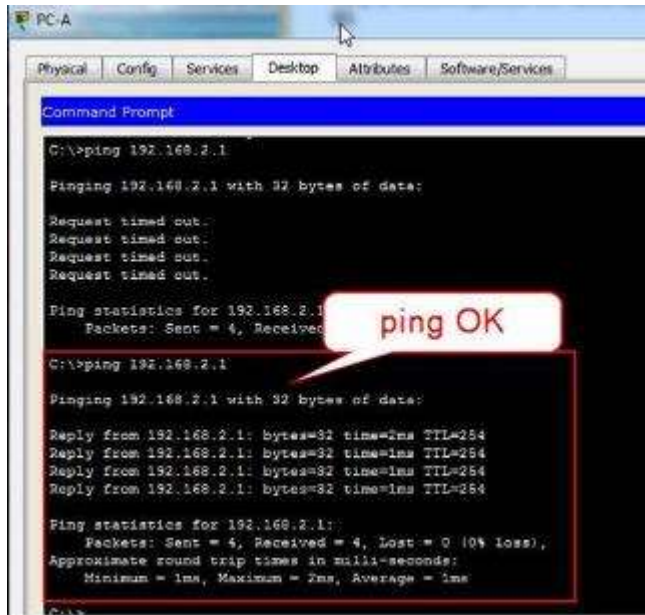 PC-A
Physical Config Services Desktop Attributes Software/Services
Command Prompt
C:\>ping 192.168.2.1
Pinging 192.168.2.1 with 32 bytes of data:
Request timed out.
Request timed out.
Request timed out.
Request timed out.
Ping statistics for 192.168.2.1
Packets: Sent = 4, Received
ping OK
C:\>ping 192.168.2.1
Pinging 192.168.2.1 with 32 bytes of data:
Reply from 192.168.2.1: bytes=32 time=2ms TTL=254
Reply from 192.168.2.1: bytes=32 time=1ms TTL=254
Reply from 192.168.2.1: bytes=32 time=1ms TTL=254
Reply from 192.168.2.1: bytes=32 time=1ms TTL=254
Ping statistics for 192.168.2.1:
Packets: Sent = 4, Received = 4, Lost = 0 (0% loss),
Approximate round trip times in milli-seconds:
Minimum = 1ms, Maximum = 2ms, Average = 1ms
C:\>